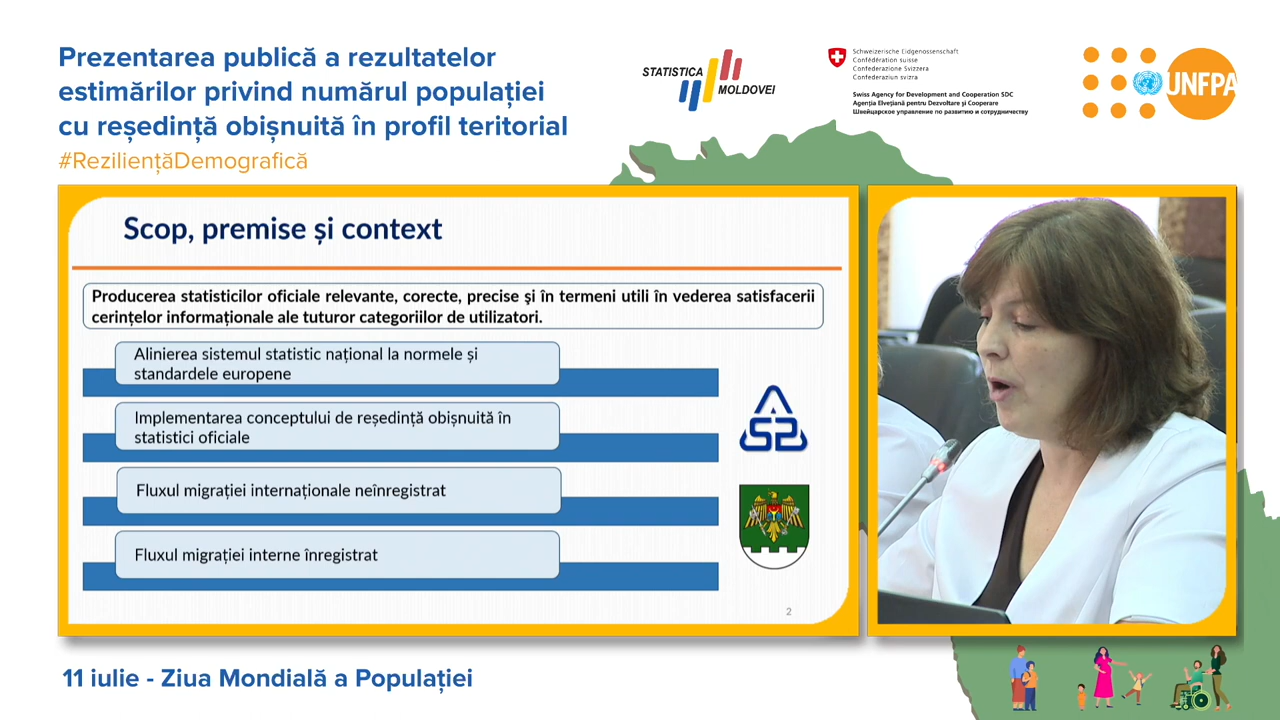 Prezentarea publică a rezultatelor
estimărilor privind numărul populației
cu reședință obișnuită în profil teritorial
#ReziliențăDemografică
STATISTICA
MOLDOVEI
Schweizerische Eidgenossenschaft
Confédération suisse
Confederazione Svizzera
Confederaziun svizra
Swiss Agency for Development and Cooperation SDC
Agenția Elvețiană pentru Dezvoltare și Cooperare
Швейцарское управление по развитию и сотрудничеству
UNFPA
Scop, premise și context
Producerea statisticilor oficiale relevante, corecte, precise şi în termeni utili în vederea satisfacerii
cerințelor informaționale ale tuturor categoriilor de utilizatori.
Alinierea sistemul statistic național la normele și
standardele europene
Implementarea conceptului de reședință obișnuită în
statistici oficiale
Fluxul migrației internaționale neînregistrat
Fluxul migrației interne înregistrat
ASP
2
11 iulie - Ziua Mondială a Populației